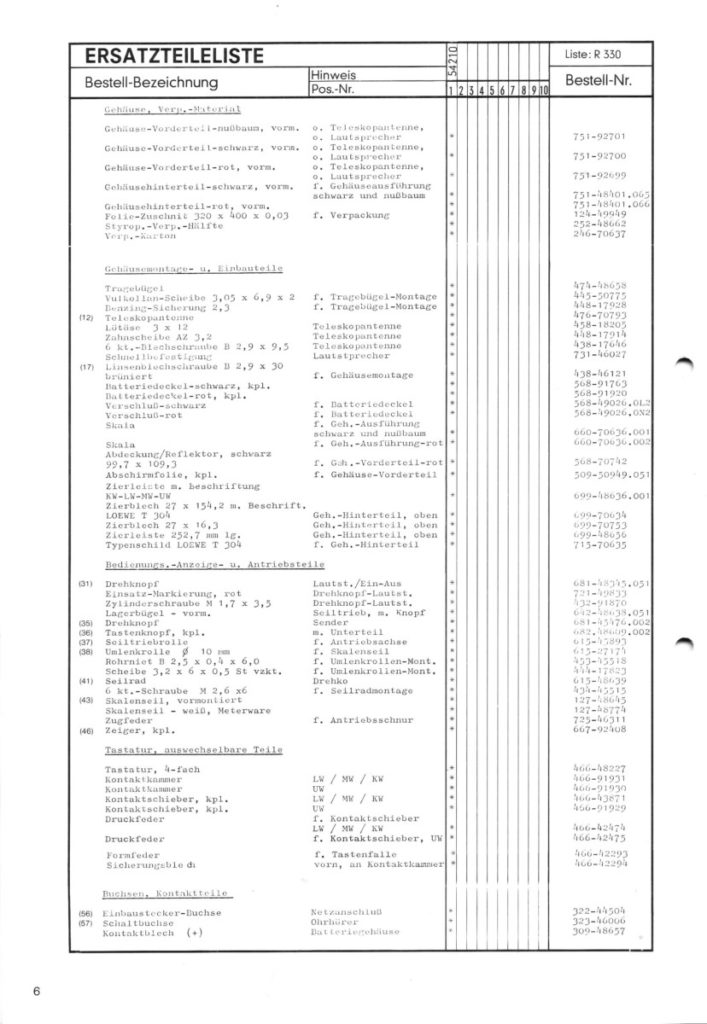 ERSATZTEILELISTE 54210 Liste: R 330
Bestell-Bezeichnung Hinweis Bestell-Nr.
Pos.-Nr. 1 2 3 4 5 6 7 8 9 10
Gehäuse, Verp.-Material
Gehäuse-Vorderteil-nußbaum, vorm. o. Teleskopantenne,
o. Lautsprecher * 751-92701
Gehäuse-Vorderteil-schwarz, vorm. o. Teleskopantenne,
o. Lautsprecher * 751-92700
Gehäuse-Vorderteil-rot, vorm. o. Teleskopantenne,
o. Lautsprecher * 751-92699
Gehäusehinterteil-schwarz, vorm. f. Gehäuseausführung
schwarz und nußbaum * 751-48401.065
Gehäusehinterteil-rot, vorm. * 751-48401.066
Folie-Zuschnit 320 x 400 x 0,03 f. Verpackung * 124-49949
Styrop.-Verp.-Hälfte * 252-48662
Verp.-Karton * 246-70637
Gehäusemontage- u. Einbauteile
Tragebügel * 474-48658
Vulkollan-Scheibe 3,05 x 6,9 x 2 f. Tragebügel-Montage * 445-50775
Benzing-Sicherung 2,3 f. Tragebügel-Montage * 448-17928
(12) Teleskopantenne * 476-70793
Lötöse 3 x 12 Teleskopantenne * 458-18205
Zahnscheibe AZ 3,2 Teleskopantenne * 448-17914
6 kt.-Blechschraube B 2,9 x 9,5 Teleskopantenne * 438-17646
Schnellbefestigung Lautsprecher * 731-46027
(17) Linsenblechschraube B 2,9 x 30
brüniert f. Gehäusemontage * 438-46121
Batteriedeckel-schwarz, kpl. * 568-91763
Batteriedeckel-rot, kpl. * 568-91920
Verschluß-schwarz f. Batteriedeckel * 568-49026.0L2
Verschluß-rot f. Batteriedeckel * 568-49026.0N2
Skala f. Geh.-Ausführung
schwarz und nußbaum * 660-70636.001
Skala f. Geh.-Ausführung-rot * 660-70636.002
Abdeckung/Reflektor, schwarz
99,7 x 109,3 f. Geh.-Vorderteil-rot * 568-70742
Abschirmfolie, kpl. f. Gehäuse-Vorderteil * 509-50949.051
Zierleiste m. beschriftung
KW-LW-MW-UW * 699-48636.001
Zierblech 27 x 154,2 m. Beschrift.
LOEWE T 304 Geh.-Hinterteil, oben * 699-70634
Zierblech 27 x 16,3 Geh.-Hinterteil, oben * 699-70753
Zierleiste 252,7 mm lg. Geh.-Hinterteil, oben * 699-48656
Typenschild LOEWE T 304 f. Geh.-Hinterteil * 715-70635
Bedienungs.-Anzeige- u. Antriebsteile
(31) Drehknopf Lautst./Ein-Aus * 681-48345.051
Einsatz-Markierung, rot Drehknopf-Lautst. * 721-49833
Zylinderschraube M 1,7 x 3,5 Drehknopf-Lautst. * 432-91870
Lagerbügel - vorm. Seiltrieb, m. Knopf * 642-48638.051
(35) Drehknopf Sender * 681-45476.002
(36) Tastenknopf, kpl. m. Unterteil * 682.48609.002
(37) Seiltriebrolle f. Antriebsachse * 615-45893
(38) Umlenkrolle Ø 10 mm f. Skalenseil * 615-27174
Rohrniet B 2,5 x 0,4 x 6,0 f. Umlenkrollen-Mont. * 453-45518
Scheibe 3,2 x 6 x 0,5 St vzkt. f. Umlenkrollen-Mont. * 444-17823
(41) Seilrad Drehko * 615-48639
6 kt.-Schraube M 2,6 x6 f. Seilradmontage * 434-45515
(43) Skalenseil, vormontiert * 127-48645
Skalenseil - weiß, Meterware * 127-48774
Zugfeder f. Antriebsschnur * 725-46311
(46) Zeiger, kpl. * 667-92408
Tastatur, auswechselbare Teile
Tastatur, 4-fach * 466-48227
Kontaktkammer LW / MW / KW * 466-91931
Kontaktkammer UW * 466-91930
Kontaktschieber, kpl. LW / MW / KW * 466-43871
Kontaktschieber, kpl. UW * 466-91929
Druckfeder f. Kontaktschieber
LW / MW / KW * 466-42474
Druckfeder f. Kontaktschieber, UW * 466-42475
Formfeder f. Tastenfalle * 466-42293
Sicherungsblech vorn, an Kontaktkammer * 466-42294
Buchsen, Kontaktteile
(56) Einbaustecker-Buchse Netzanschluß * 322-44504
(57) Schaltbuchse Ohrhörer * 323-46006
Kontaktblech (+) Batteriegehäuse * 309-48657
6